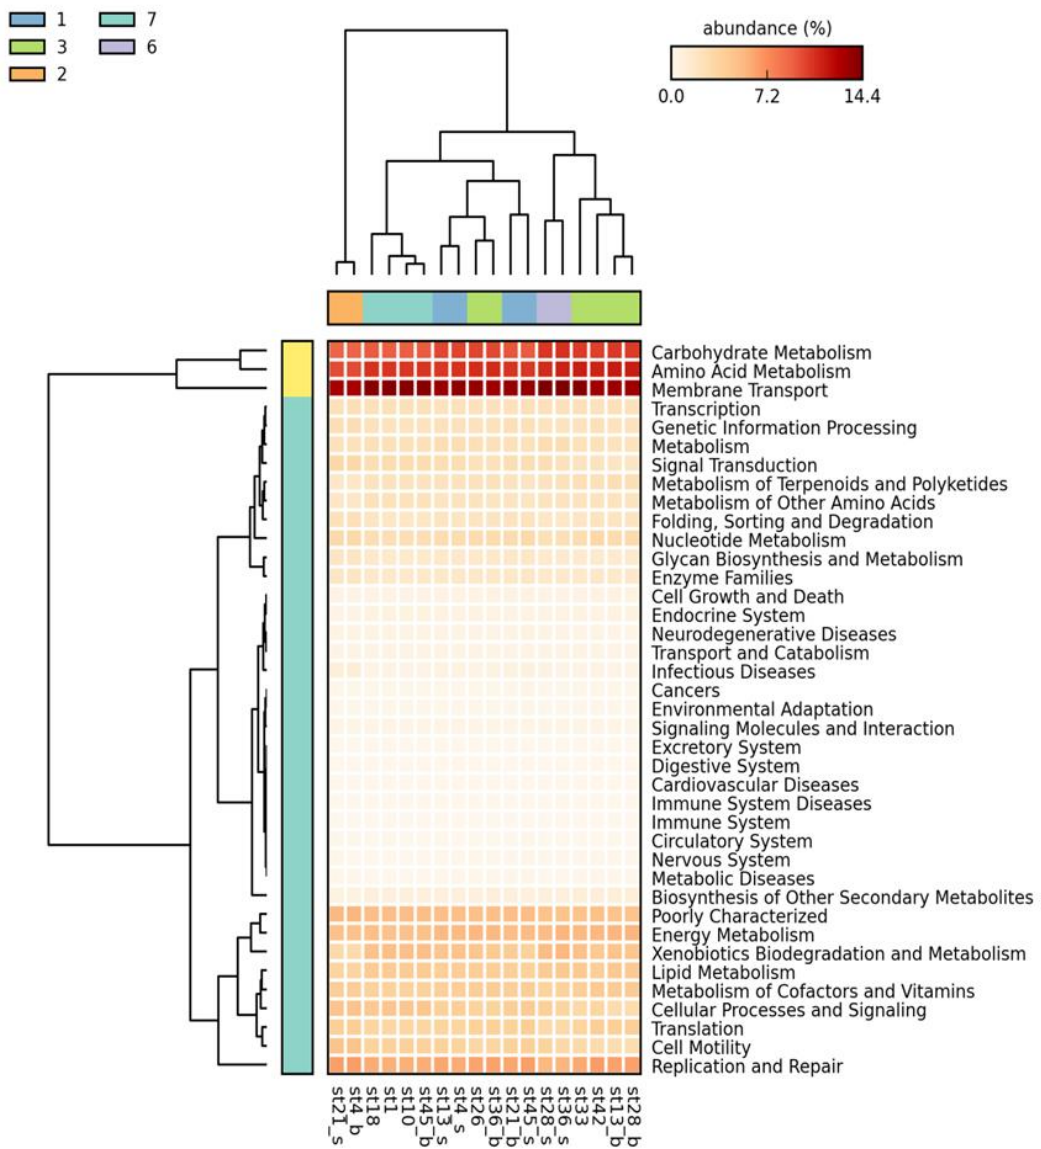 1 7
3 6
2
abundance (%)
0.0 7.2 14.4
Carbohydrate Metabolism
Amino Acid Metabolism
Membrane Transport
Transcription
Genetic Information Processing
Metabolism
Signal Transduction
Metabolism of Terpenoids and Polyketides
Metabolism of Other Amino Acids
Folding, Sorting and Degradation
Nucleotide Metabolism
Glycan Biosynthesis and Metabolism
Enzyme Families
Cell Growth and Death
Endocrine System
Neurodegenerative Diseases
Transport and Catabolism
Infectious Diseases
Cancers
Environmental Adaptation
Signaling Molecules and Interaction
Excretory System
Digestive System
Cardiovascular Diseases
Immune System Diseases
Immune System
Circulatory System
Nervous System
Metabolic Diseases
Biosynthesis of Other Secondary Metabolites
Poorly Characterized
Energy Metabolism
Xenobiotics Biodegradation and Metabolism
Lipid Metabolism
Metabolism of Cofactors and Vitamins
Cellular Processes and Signaling
Translation
Cell Motility
Replication and Repair
st21_s
st4_b
st18
st1
st10
st45_b
st13_s
st4_s
st26
st36_b
st21_b
st45_s
st28_s
st36_s
st33
st42
st13_b
st28_b